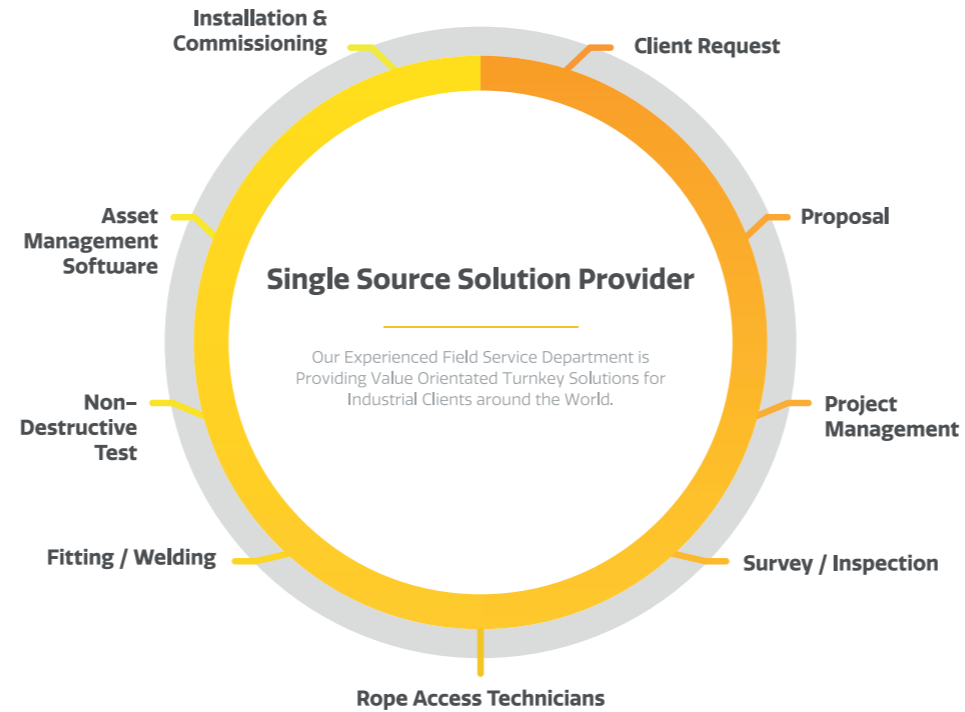 Installation &
Commissioning
Client Request
Asset
Management
Software
Proposal
Single Source Solution Provider
Our Experienced Field Service Department is
Providing Value Orientated Turnkey Solutions for
Industrial Clients around the World.
Non-
Destructive
Test
Project
Management
Fitting / Welding
Survey / Inspection
Rope Access Technicians